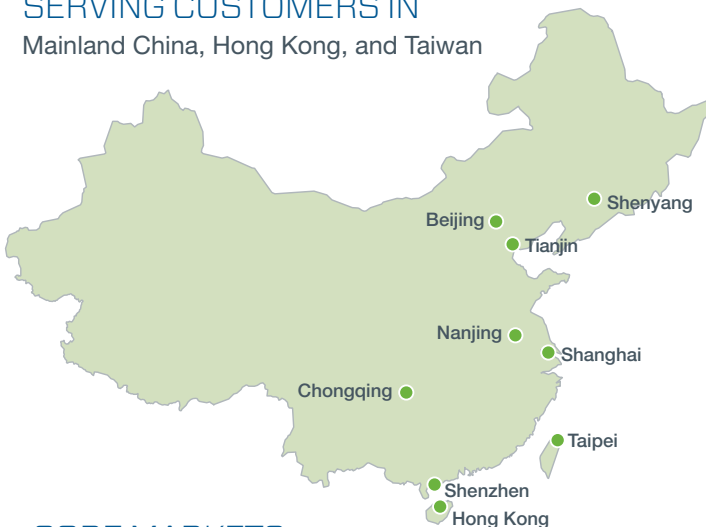 SERVING CUSTOMERS IN
Mainland China, Hong Kong, and Taiwan
Shenyang
Beijing
Tianjin
Nanjing
Shanghai
Chongqing
Taipei
Shenzhen
Hong Kong